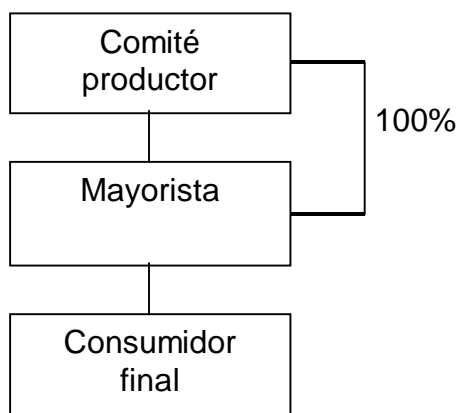 Comité
productor
100%
Mayorista
Consumidor
final